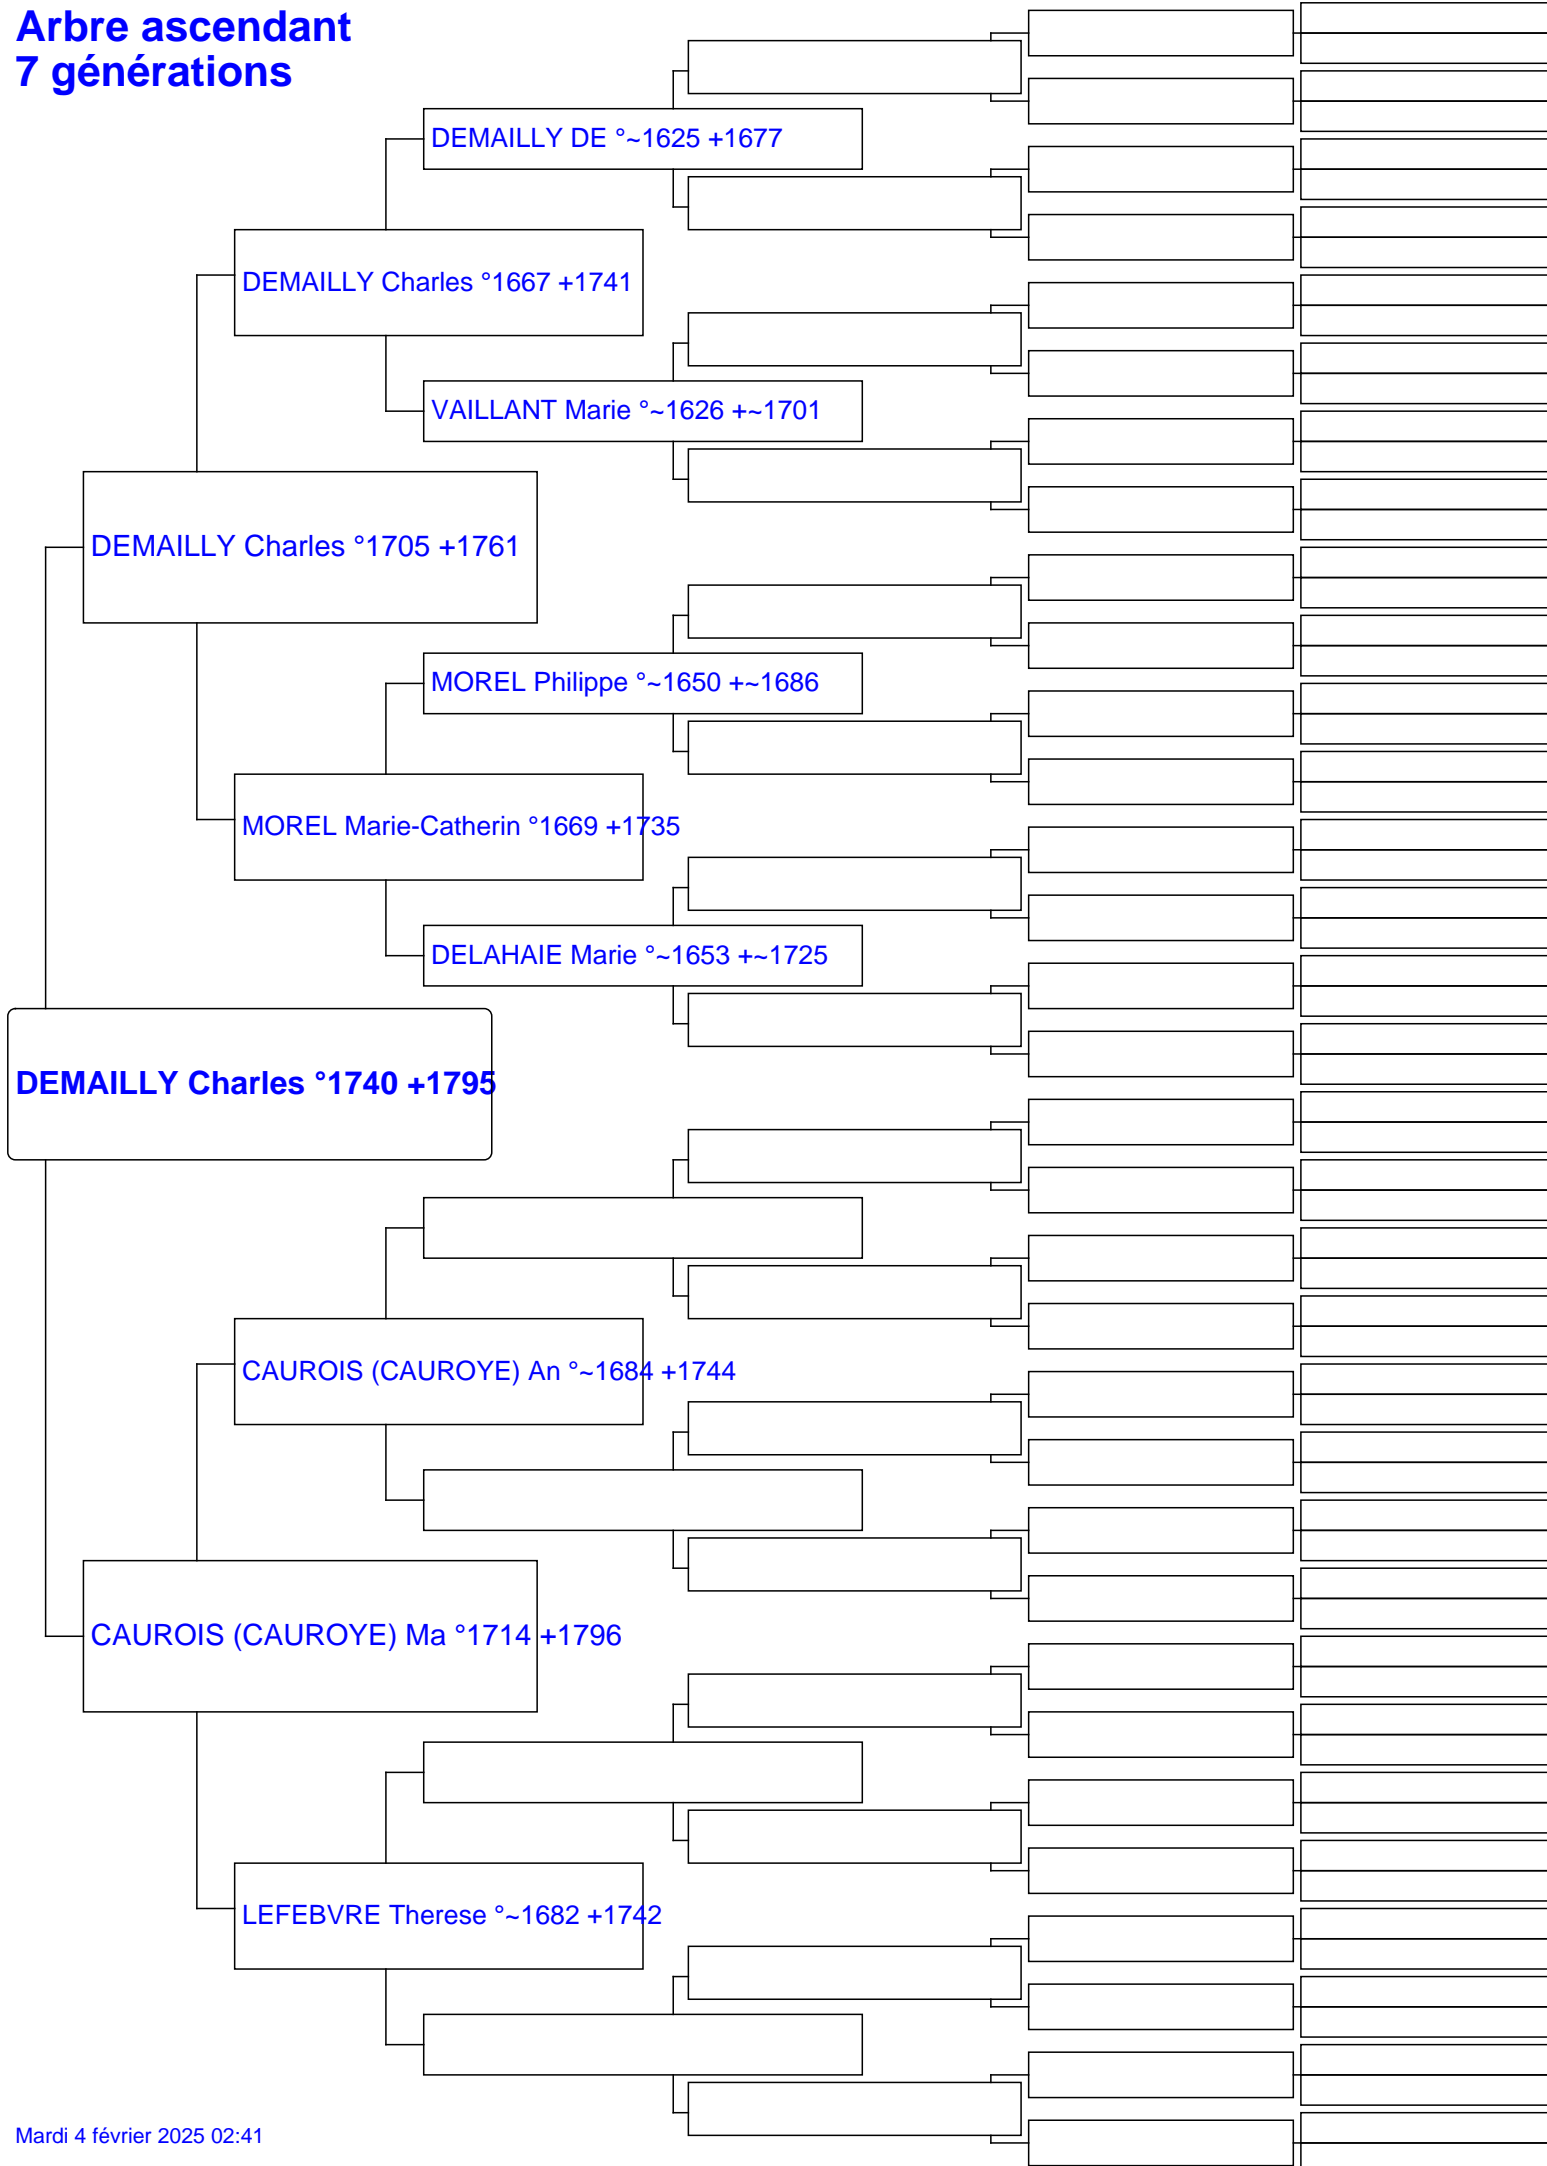 Arbre ascendant
7 générations
DEMAILLY DE °~1625 +1677
DEMAILLY Charles °1667 +1741
VAILLANT Marie °~1626 +~1701
DEMAILLY Charles °1705 +1761
MOREL Philippe °~1650 +~1686
MOREL Marie-Catherin °1669 +1735
DELAHAIE Marie °~1653 +~1725
DEMAILLY Charles °1740 +1795
CAUROIS (CAUROYE) An °~1684 +1744
CAUROIS (CAUROYE) Ma °1714 +1796
LEFEBVRE Therese °~1682 +1742
Mardi 4 février 2025 02:41